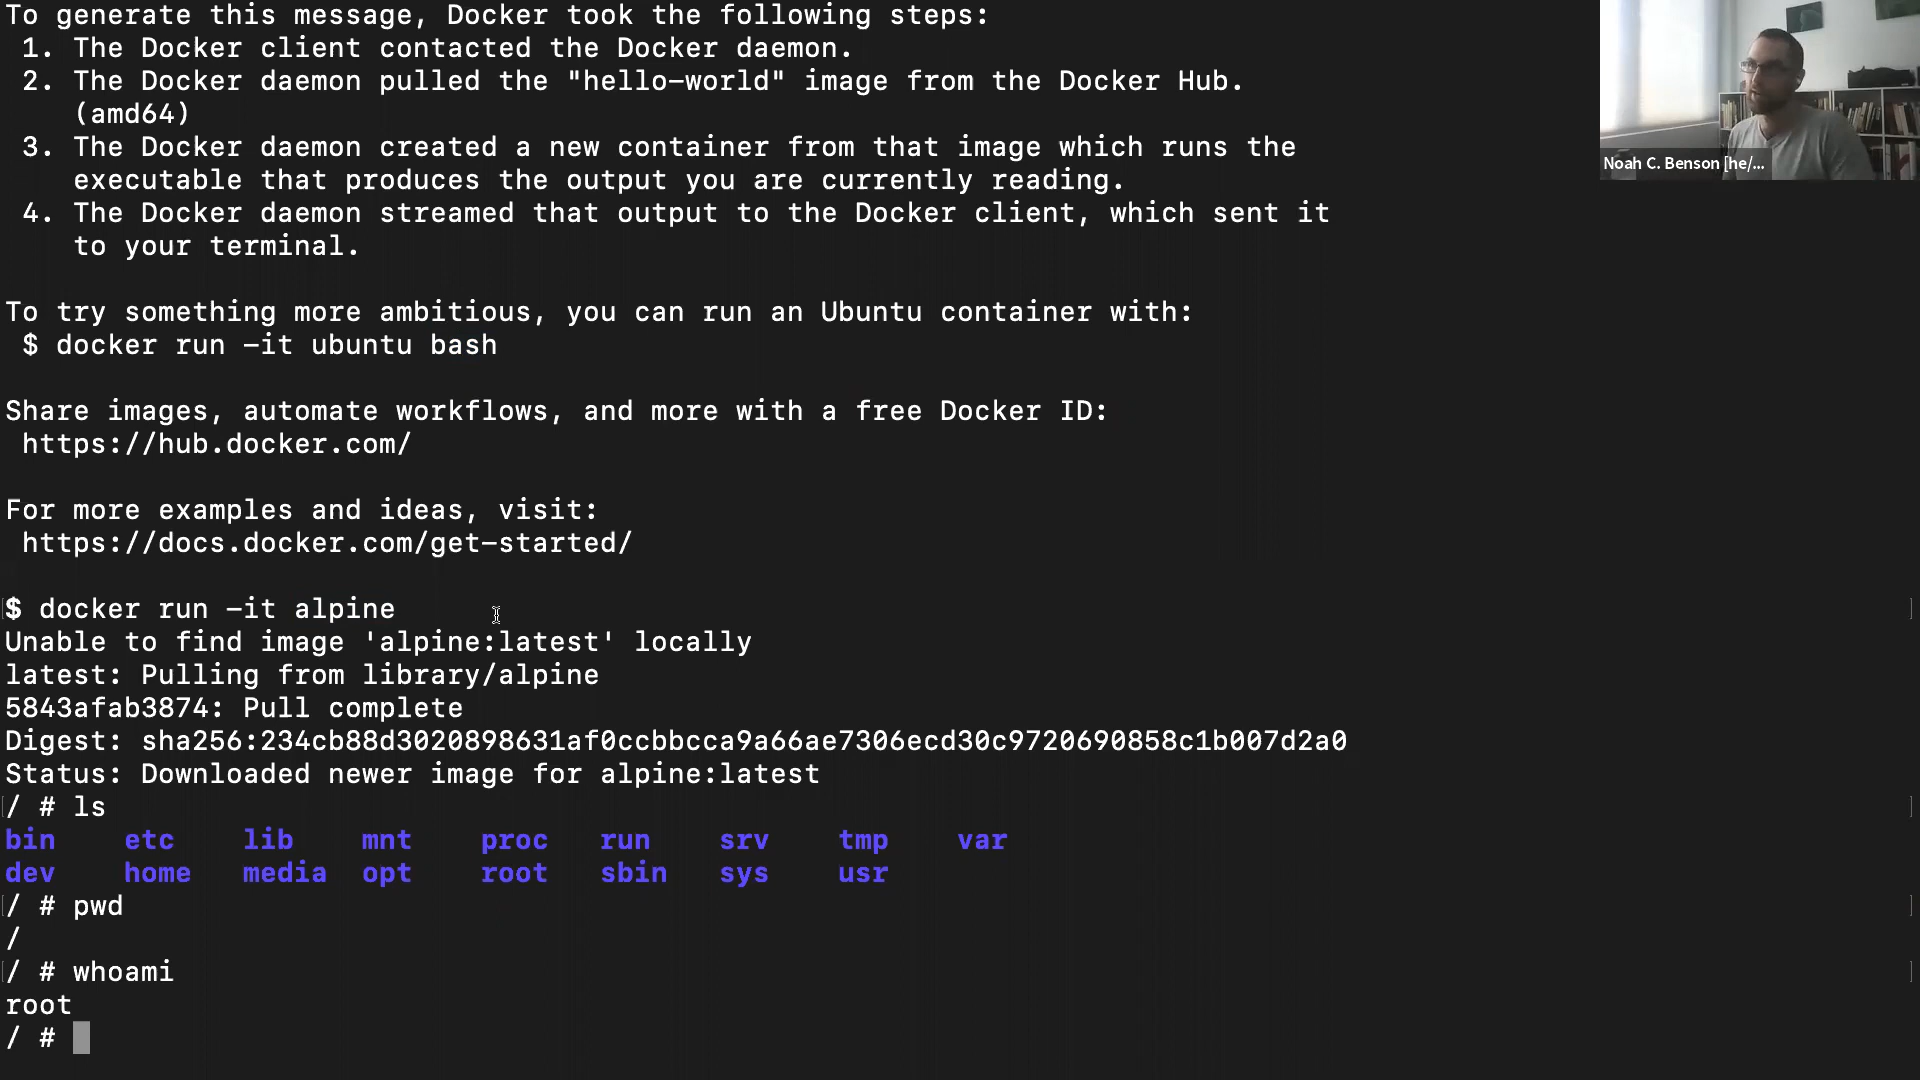 To generate this message, Docker took the following steps:
 1. The Docker client contacted the Docker daemon.
 2. The Docker daemon pulled the "hello-world" image from the Docker Hub.
    (amd64)
 3. The Docker daemon created a new container from that image which runs the
    executable that produces the output you are currently reading.
 4. The Docker daemon streamed that output to the Docker client, which sent it
    to your terminal.

To try something more ambitious, you can run an Ubuntu container with:
 $ docker run -it ubuntu bash

Share images, automate workflows, and more with a free Docker ID:
 https://hub.docker.com/

For more examples and ideas, visit:
 https://docs.docker.com/get-started/

$ docker run -it alpine
Unable to find image 'alpine:latest' locally
latest: Pulling from library/alpine
5843afab3874: Pull complete
Digest: sha256:234cb88d3020898631af0ccbbcca9a66ae7306ecd30c9720690858c1b007d2a0
Status: Downloaded newer image for alpine:latest
/ # ls
bin    etc    lib    mnt    proc   run    srv    tmp    var
dev    home   media  opt    root   sbin   sys    usr
/ # pwd
/
/ # whoami
root
/ #
Noah C. Benson [he/...